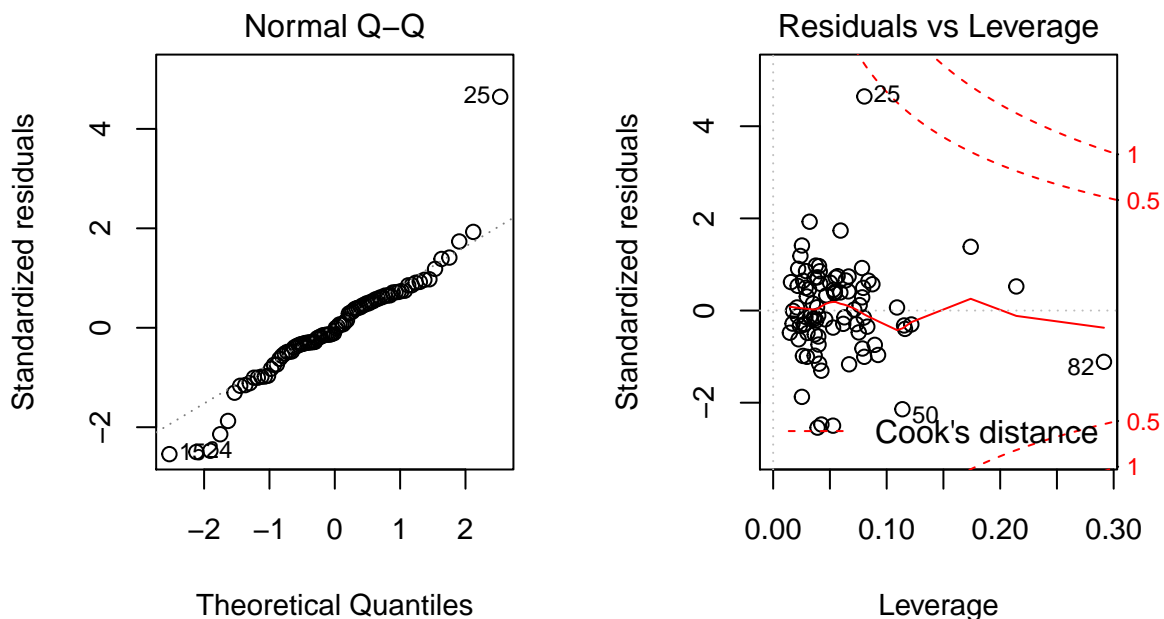 Normal Q−Q
Standardized residuals
4
2
0
−2
25
24
−2 −1 0 1 2
Theoretical Quantiles
Residuals vs Leverage
Standardized residuals
4
2
0
−2
25
82
50
Cook's distance
1
0.5
0.5
1
0.00 0.10 0.20 0.30
Leverage